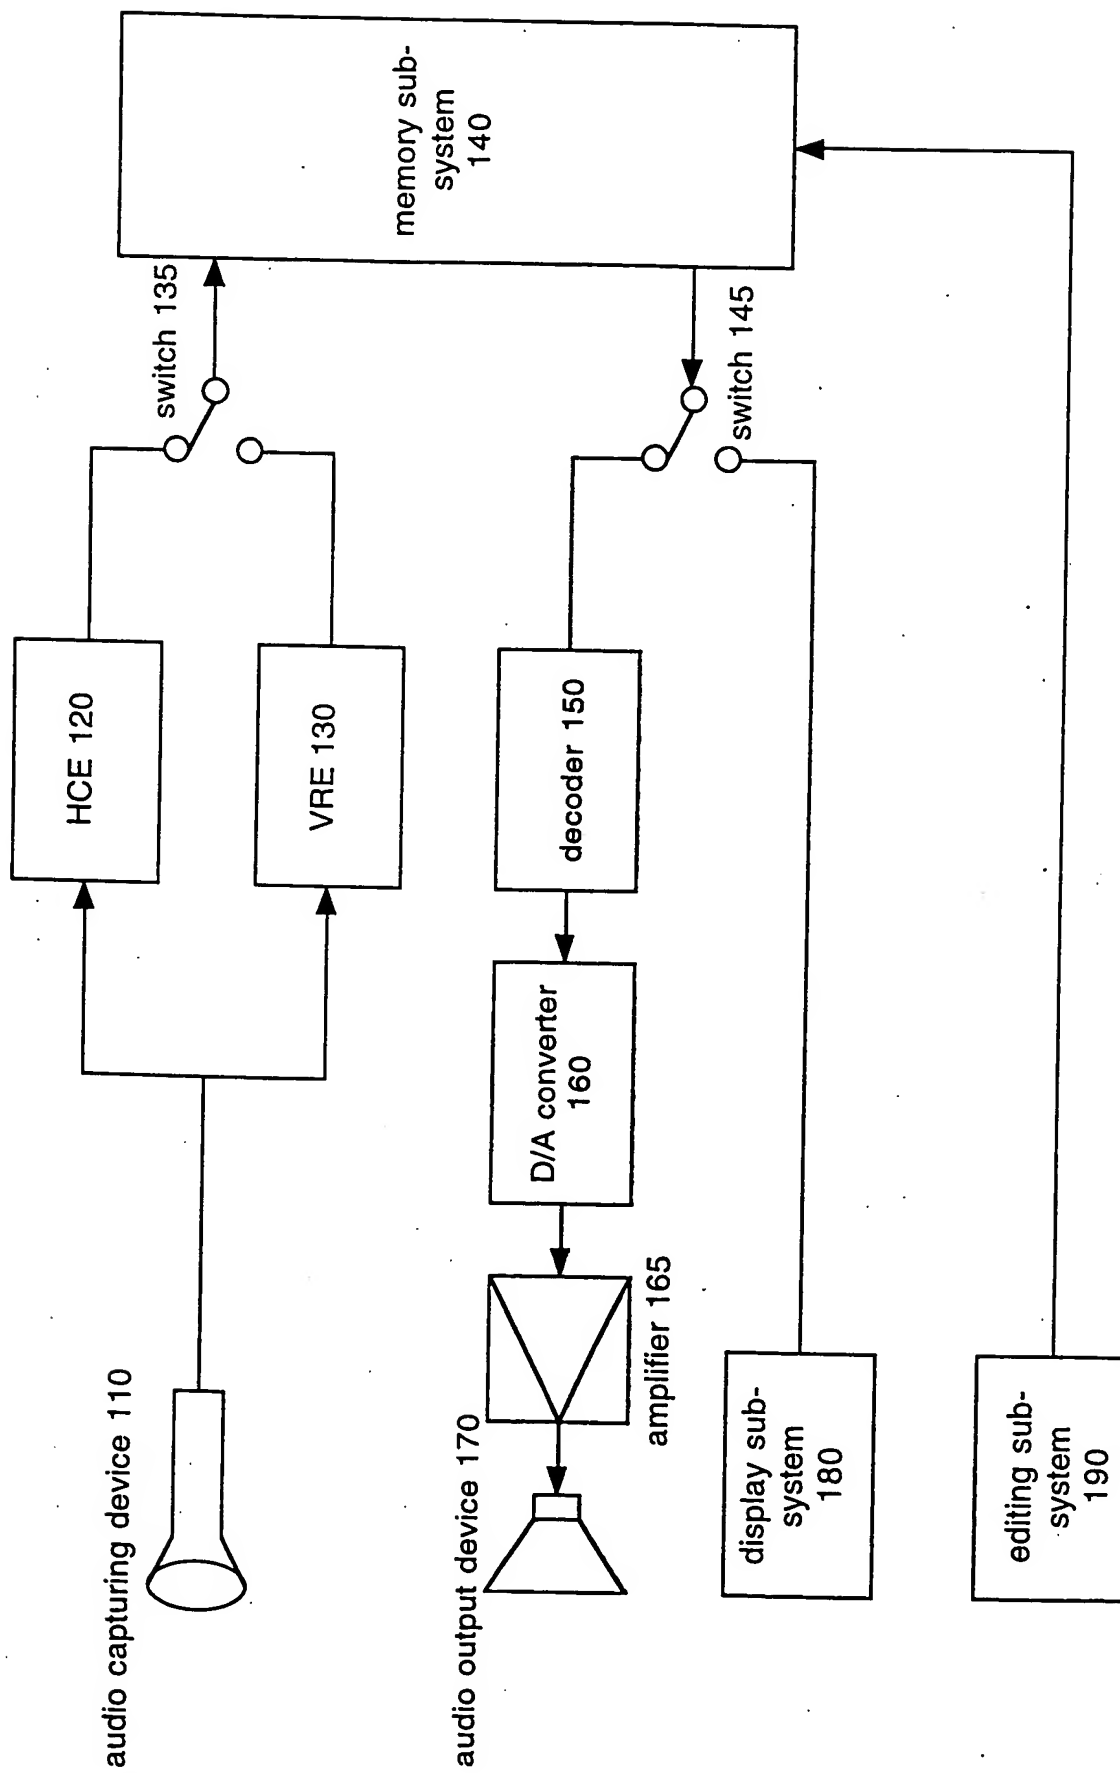 audio capturing device 110
HCE 120
VRE 130
switch 135
memory sub-
system
140
audio output device 170
amplifier 165
D/A converter
160
decoder 150
switch 145
display sub-
system
180
editing sub-
system
190